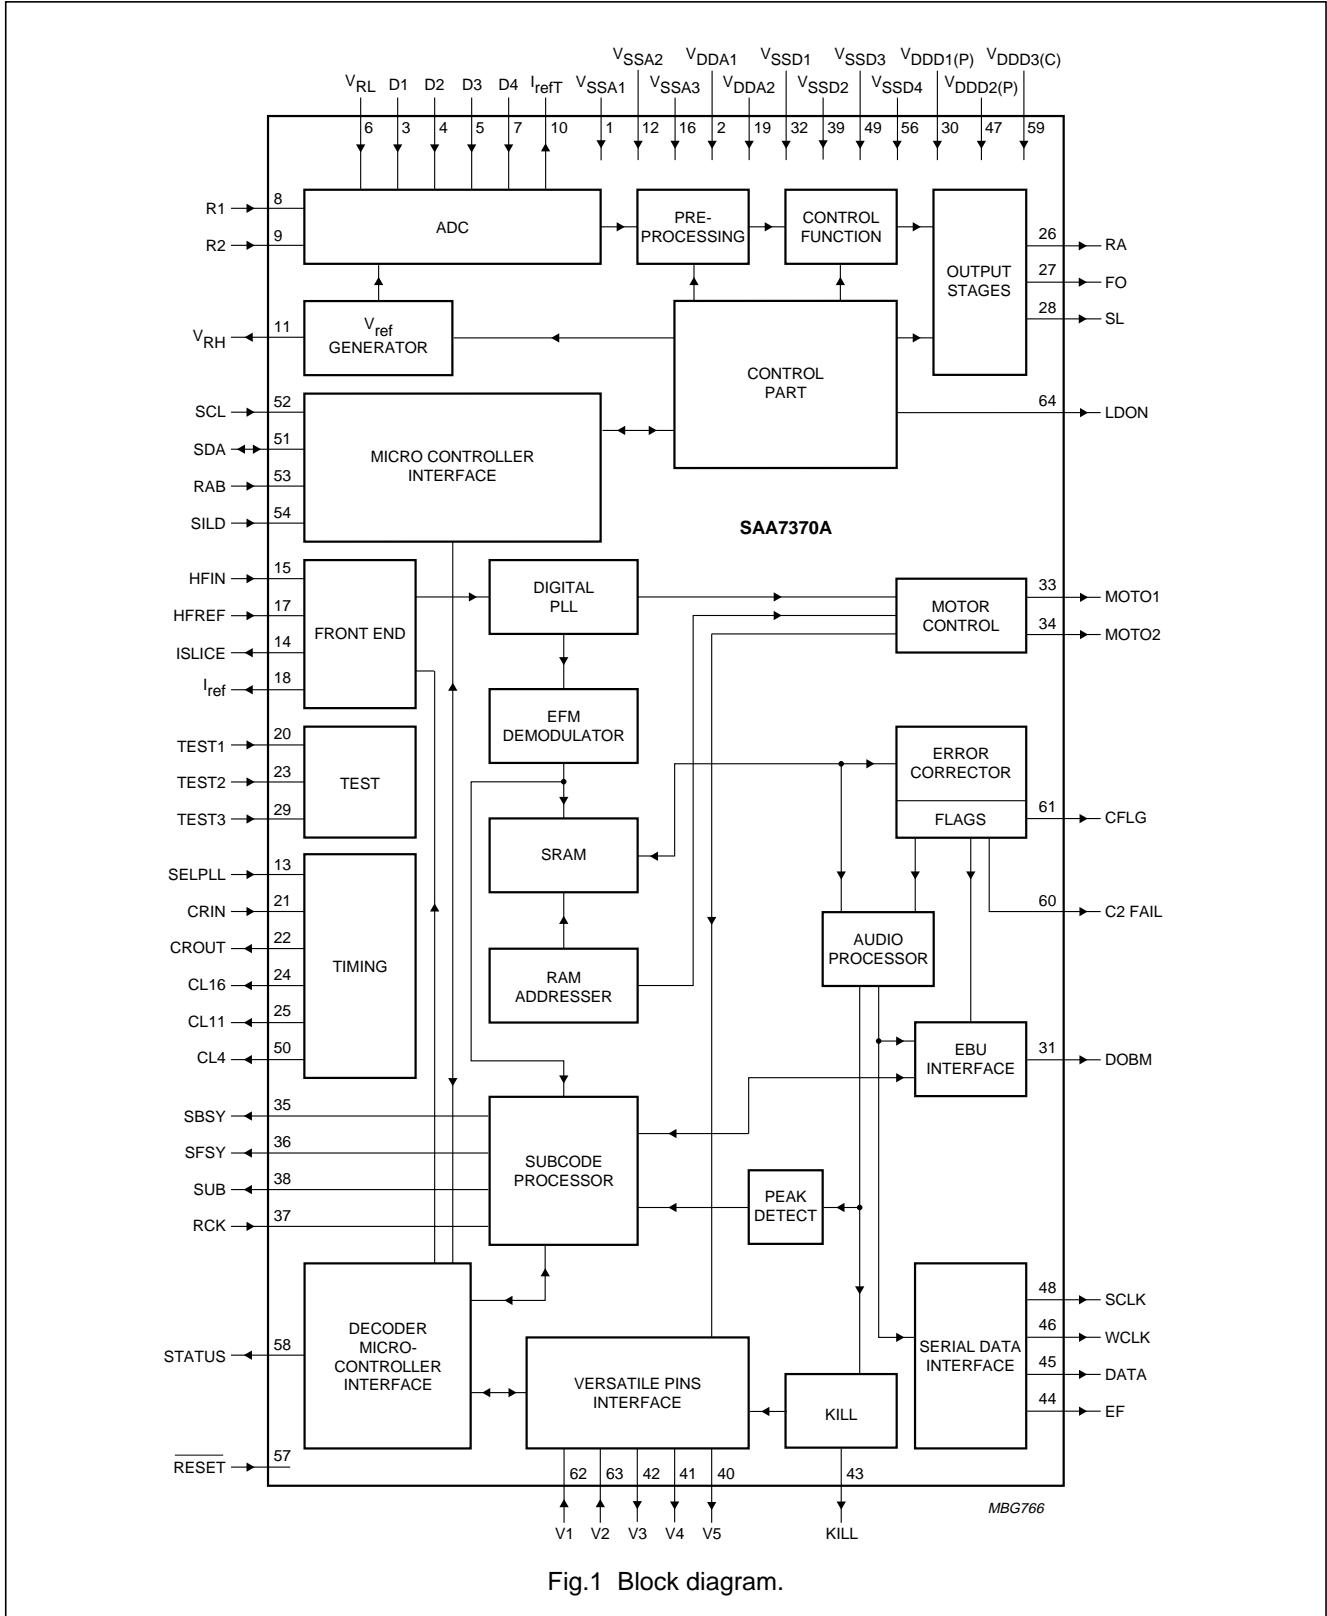 VSSA2 VDDA1 VSSD1 VSSD3 VDDD1(P) VDDD3(C)
VRL D1 D2 D3 D4 IrefT VSSA1 VSSA3 VDDA2 VSSD2 VSSD4 VDDD2(P)
6 3 4 5 7 10 1 12 16 2 19 32 39 49 56 30 47 59
R1 8
R2 9
ADC
PRE-
PROCESSING
CONTROL
FUNCTION
OUTPUT
STAGES
26 RA
27 FO
28 SL
VRH 11
Vref
GENERATOR
CONTROL
PART
64 LDON
SCL 52
SDA 51
RAB 53
SILD 54
MICRO CONTROLLER
INTERFACE
SAA7370A
HFIN 15
HFREF 17
ISLICE 14
Iref 18
FRONT END
DIGITAL
PLL
MOTOR
CONTROL
33 MOTO1
34 MOTO2
EFM
DEMODULATOR
TEST1 20
TEST2 23
TEST3 29
TEST
ERROR
CORRECTOR
FLAGS
61 CFLG
SRAM
SELPLL 13
CRIN 21
CROUT 22
CL16 24
CL11 25
CL4 50
TIMING
60 C2 FAIL
AUDIO
PROCESSOR
RAM
ADDRESSER
EBU
INTERFACE
31 DOBM
SBSY 35
SFSY 36
SUB 38
RCK 37
SUBCODE
PROCESSOR
PEAK
DETECT
DECODER
MICRO-
CONTROLLER
INTERFACE
STATUS 58
VERSATILE PINS
INTERFACE
KILL
SERIAL DATA
INTERFACE
48 SCLK
46 WCLK
45 DATA
44 EF
RESET 57
62 63 42 41 40 43
V1 V2 V3 V4 V5 KILL
MBG766
Fig.1 Block diagram.